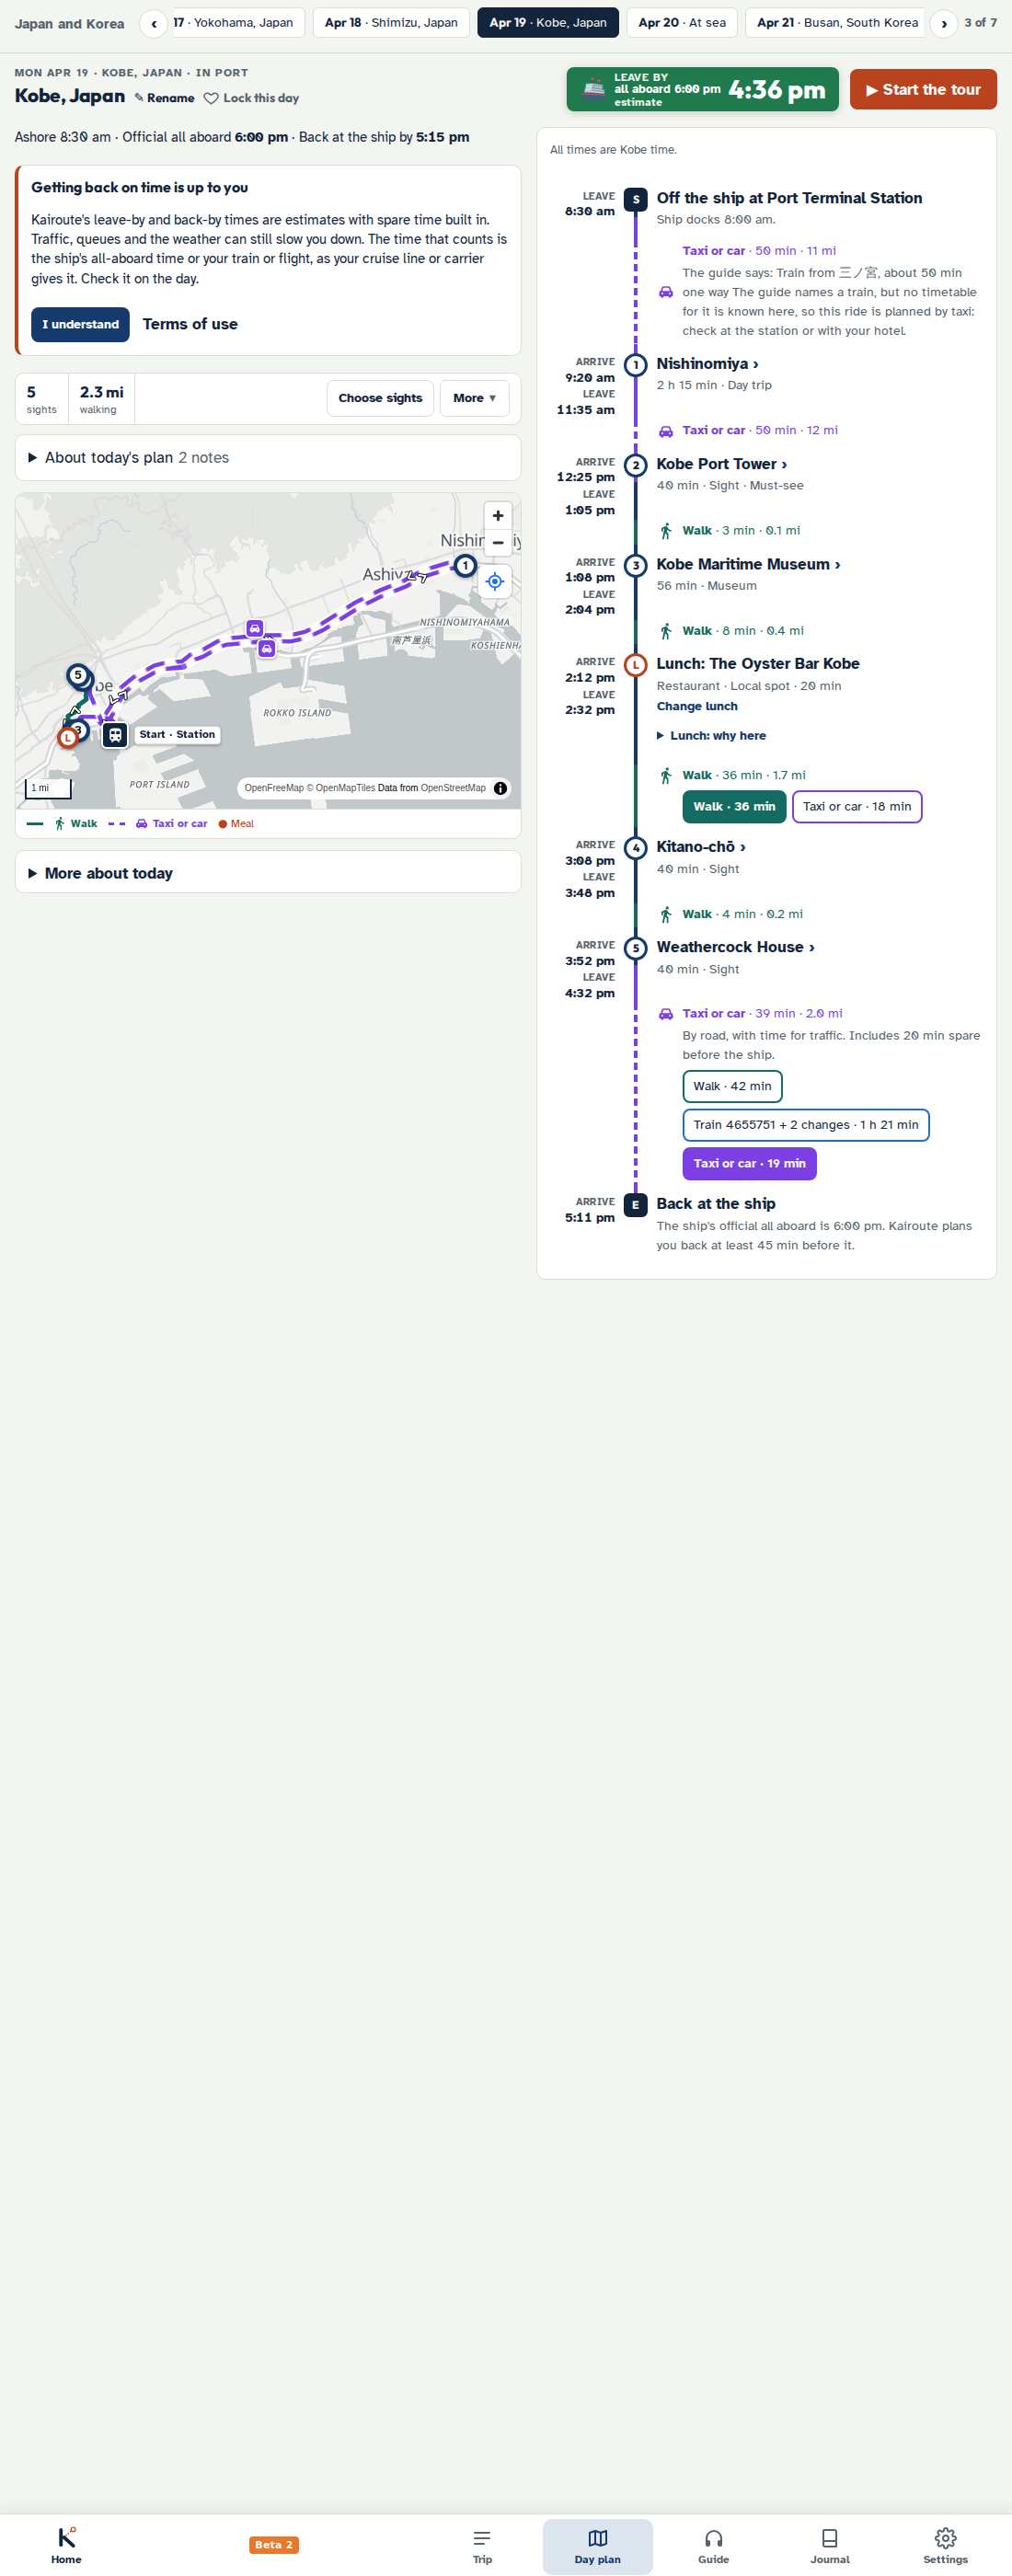 Japan and Korea
‹
17 · Yokohama, Japan
Apr 18 · Shimizu, Japan
Apr 19 · Kobe, Japan
Apr 20 · At sea
Apr 21 · Busan, South Korea
›
3 of 7
MON APR 19 · KOBE, JAPAN · IN PORT
Kobe, Japan
✎ Rename
Lock this day
LEAVE BY
all aboard 6:00 pm
estimate
4:36 pm
▶ Start the tour
Ashore 8:30 am · Official all aboard 6:00 pm · Back at the ship by 5:15 pm
Getting back on time is up to you
Kairoute's leave-by and back-by times are estimates with spare time built in.
Traffic, queues and the weather can still slow you down. The time that counts is
the ship's all-aboard time or your train or flight, as your cruise line or carrier
gives it. Check it on the day.
I understand
Terms of use
5
sights
2.3 mi
walking
Choose sights
More ▼
▶ About today's plan 2 notes
+
−
Ashiy
1
NISHINOMIYAHAMA
南芦屋浜
KOSHIENHA
5
be
3
L
Start · Station
ROKKO ISLAND
PORT ISLAND
1 mi
OpenFreeMap © OpenMapTiles Data from OpenStreetMap
Walk
Taxi or car
Meal
▶ More about today
All times are Kobe time.
LEAVE
8:30 am
S
Off the ship at Port Terminal Station
Ship docks 8:00 am.
Taxi or car · 50 min · 11 mi
The guide says: Train from 三ノ宮, about 50 min
one way The guide names a train, but no timetable
for it is known here, so this ride is planned by taxi:
check at the station or with your hotel.
ARRIVE
9:20 am
LEAVE
11:35 am
1
Nishinomiya ›
2 h 15 min · Day trip
Taxi or car · 50 min · 12 mi
ARRIVE
12:25 pm
LEAVE
1:05 pm
2
Kobe Port Tower ›
40 min · Sight · Must-see
Walk · 3 min · 0.1 mi
ARRIVE
1:08 pm
LEAVE
2:04 pm
3
Kobe Maritime Museum ›
56 min · Museum
Walk · 8 min · 0.4 mi
ARRIVE
2:12 pm
LEAVE
2:32 pm
L
Lunch: The Oyster Bar Kobe
Restaurant · Local spot · 20 min
Change lunch
▶ Lunch: why here
Walk · 36 min · 1.7 mi
Walk · 36 min
Taxi or car · 18 min
ARRIVE
3:08 pm
LEAVE
3:48 pm
4
Kitano-chō ›
40 min · Sight
Walk · 4 min · 0.2 mi
ARRIVE
3:52 pm
LEAVE
4:32 pm
5
Weathercock House ›
40 min · Sight
Taxi or car · 39 min · 2.0 mi
By road, with time for traffic. Includes 20 min spare
before the ship.
Walk · 42 min
Train 4655751 + 2 changes · 1 h 21 min
Taxi or car · 19 min
ARRIVE
5:11 pm
E
Back at the ship
The ship's official all aboard is 6:00 pm. Kairoute plans
you back at least 45 min before it.
Home
Beta 2
Trip
Day plan
Guide
Journal
Settings